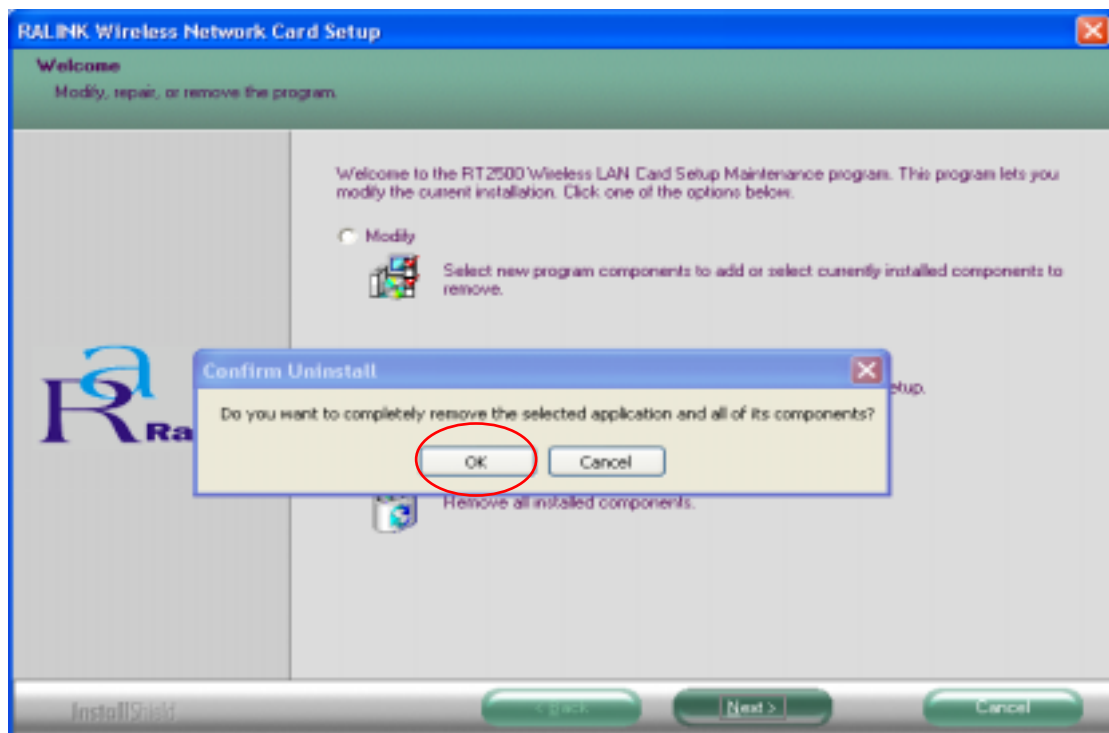 RALINK Wireless Network Card Setup
Welcome
Modify, repair, or remove the program.
Welcome to the RT2500 Wireless LAN Card Setup Maintenance program. This program lets you
modify the current installation. Click one of the options below.
Modify
Select new program components to add or select currently installed components to
remove.
Ra
Confirm Uninstall
Do you want to completely remove the selected application and all of its components?
OK
Cancel
Remove all installed components.
InstallShield
< Back
Next >
Cancel